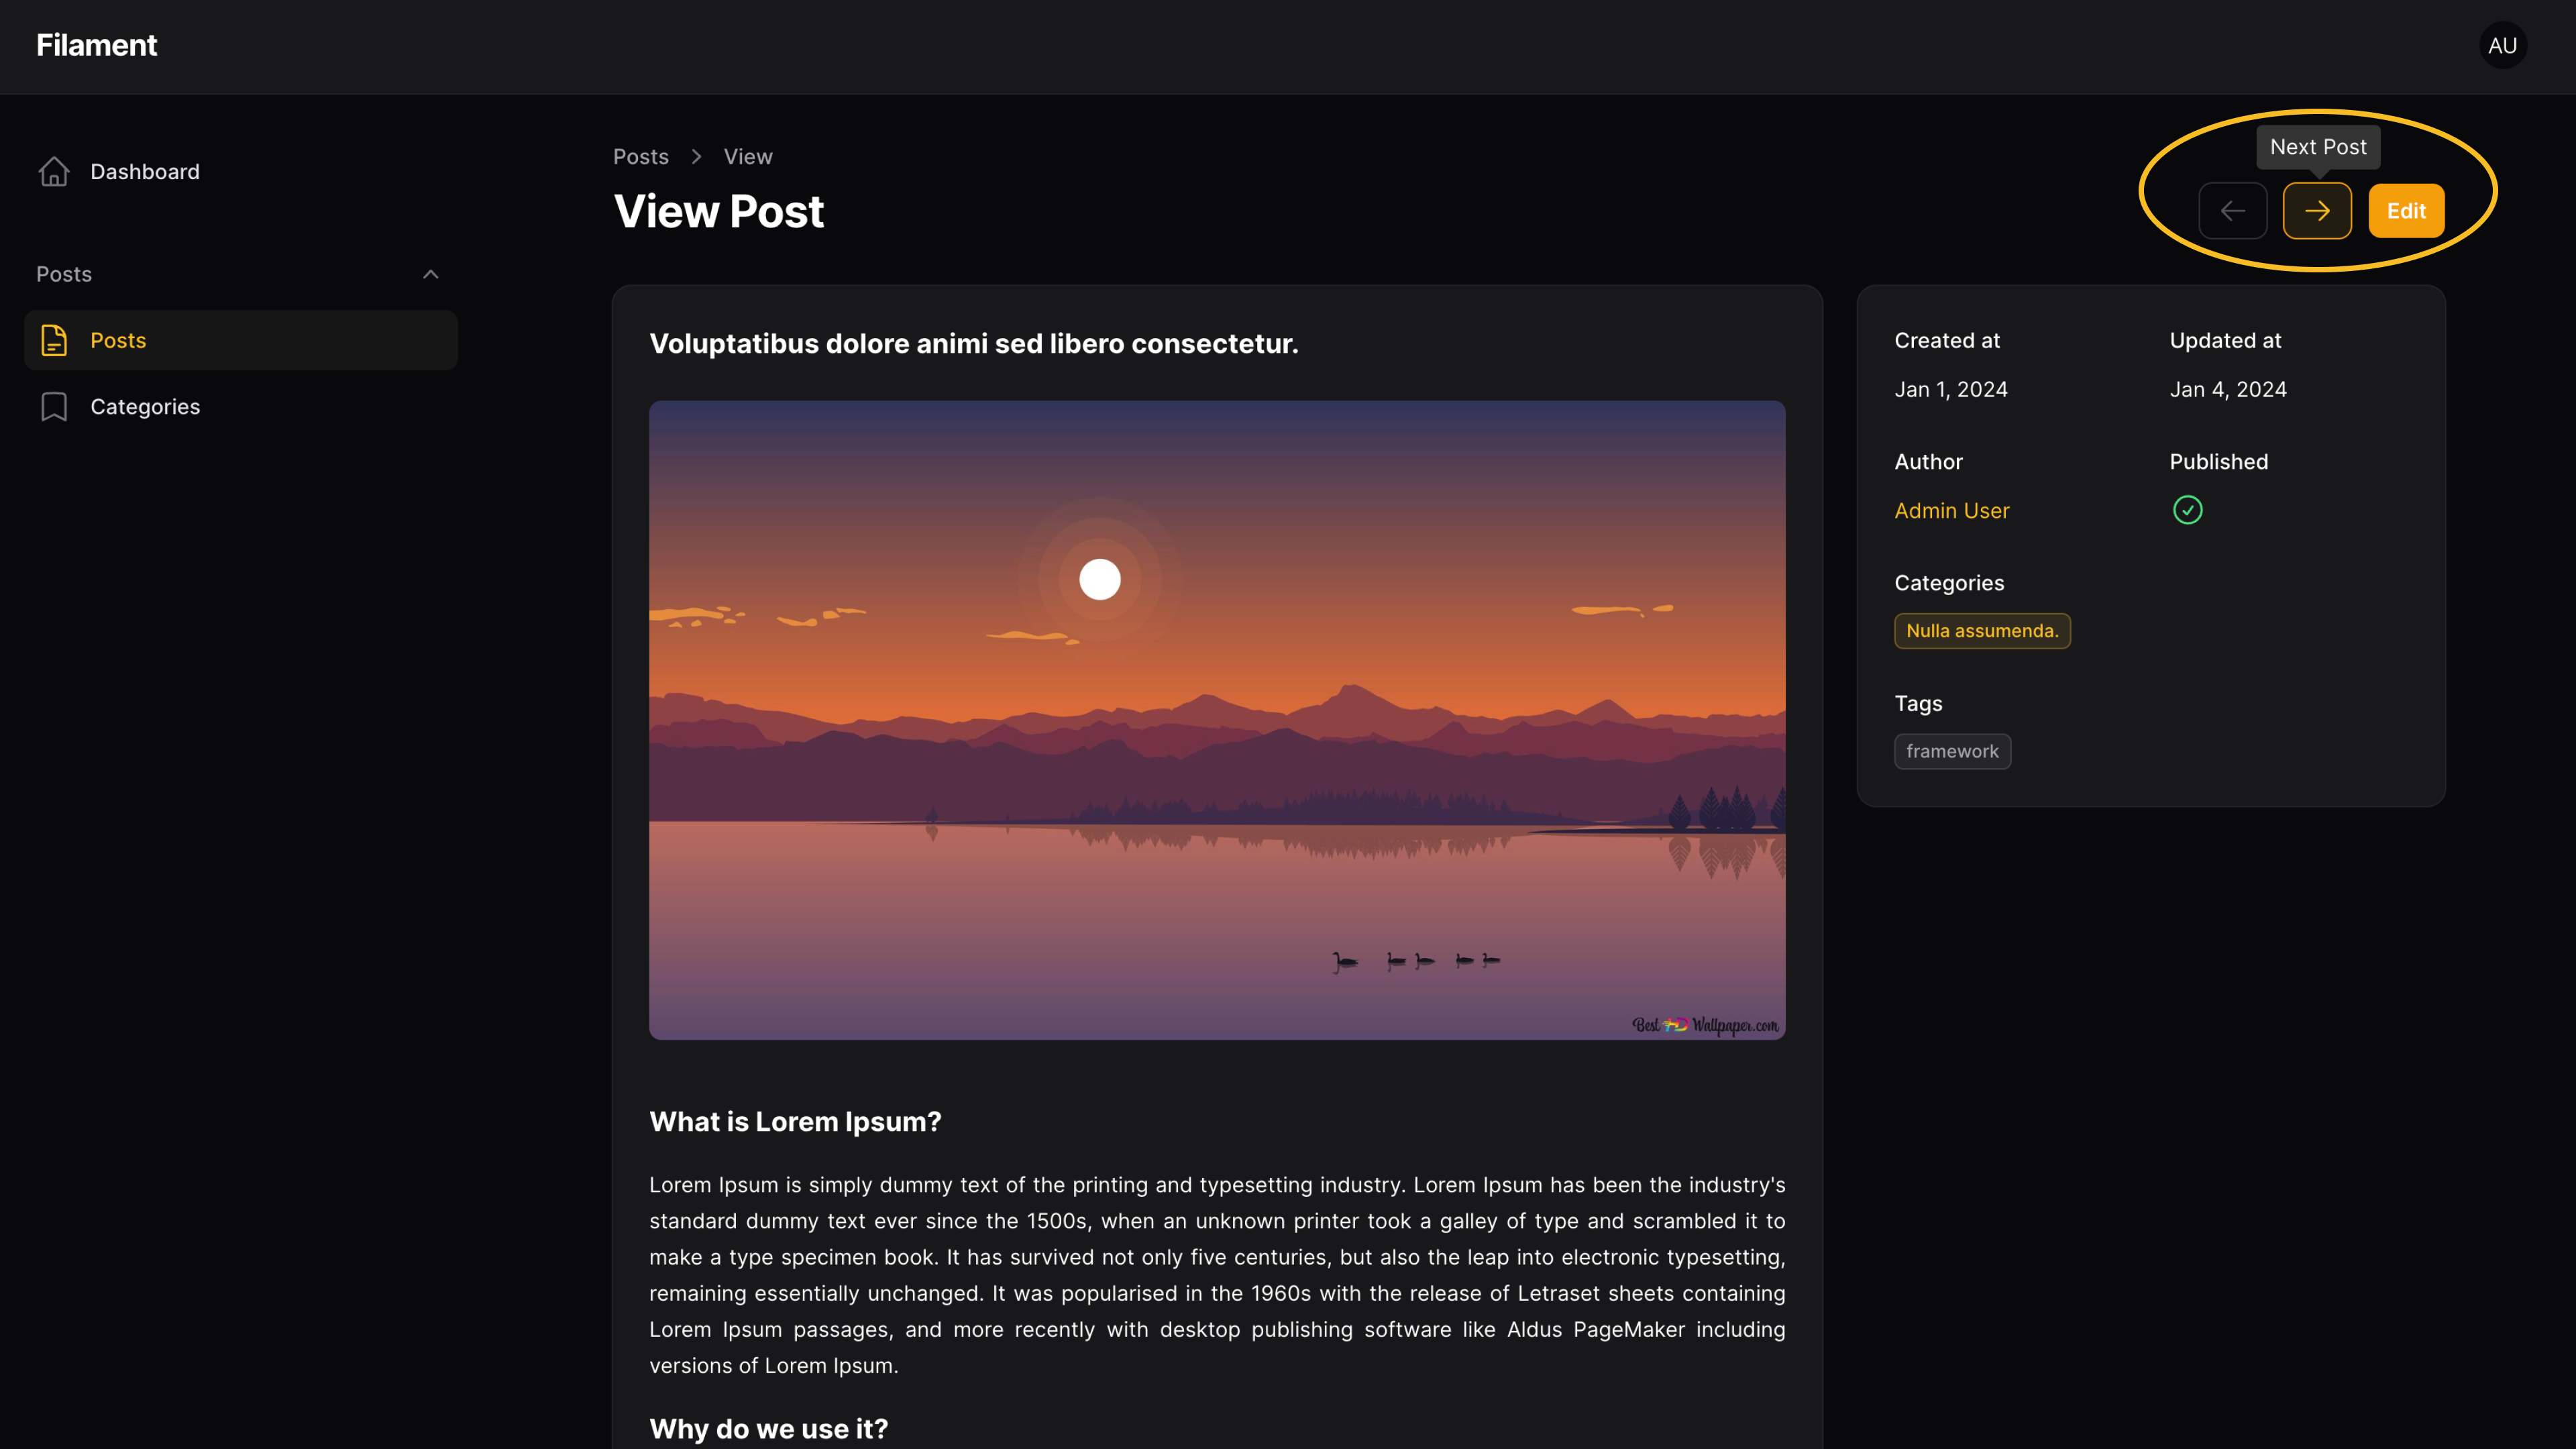 Filament
AU
Dashboard
Posts
Posts
Categories
Posts > View
View Post
Next Post
Edit
Voluptatibus dolore animi sed libero consectetur.
Best HD Wallpaper.com
What is Lorem Ipsum?
Lorem Ipsum is simply dummy text of the printing and typesetting industry. Lorem Ipsum has been the industry's
standard dummy text ever since the 1500s, when an unknown printer took a galley of type and scrambled it to
make a type specimen book. It has survived not only five centuries, but also the leap into electronic typesetting,
remaining essentially unchanged. It was popularised in the 1960s with the release of Letraset sheets containing
Lorem Ipsum passages, and more recently with desktop publishing software like Aldus PageMaker including
versions of Lorem Ipsum.
Why do we use it?
Created at
Jan 1, 2024
Updated at
Jan 4, 2024
Author
Admin User
Published
Categories
Nulla assumenda.
Tags
framework